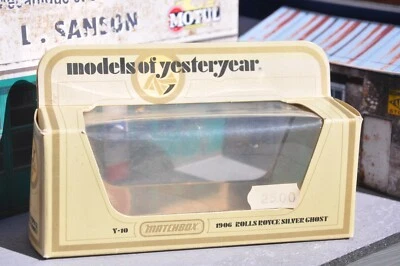 L. SANSON
MOTUL
models of yesteryear
Y-10 MATCHBOX 1906 ROLLS ROYCE SILVER GHOST